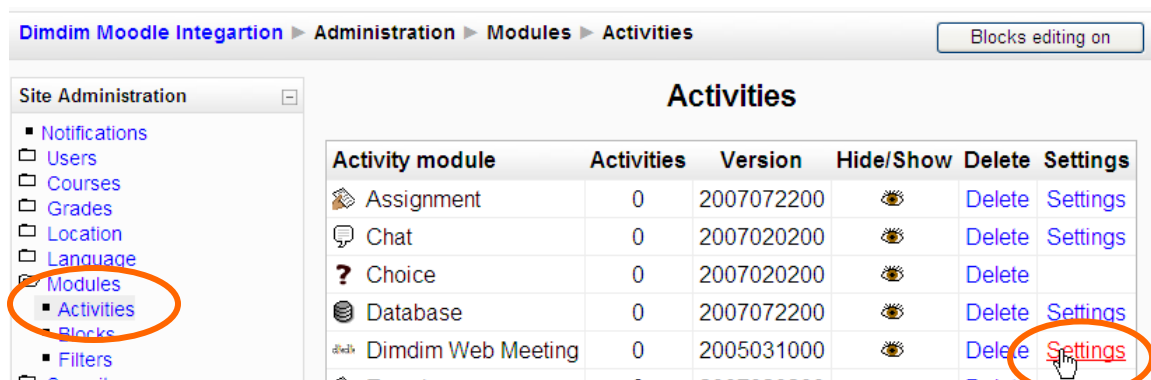 Dimdim Moodle Integartion ► Administration ► Modules ► Activities
Blocks editing on
Site Administration
Notifications
Users
Courses
Grades
Location
Language
Modules
Activities
Blocks
Filters
Activities
Activity module Activities Version Hide/Show Delete Settings
Assignment 0 2007072200 Delete Settings
Chat 0 2007020200 Delete Settings
? Choice 0 2007020200 Delete
Database 0 2007072200 Delete Settings
Dimdim Web Meeting 0 2005031000 Delete Settings